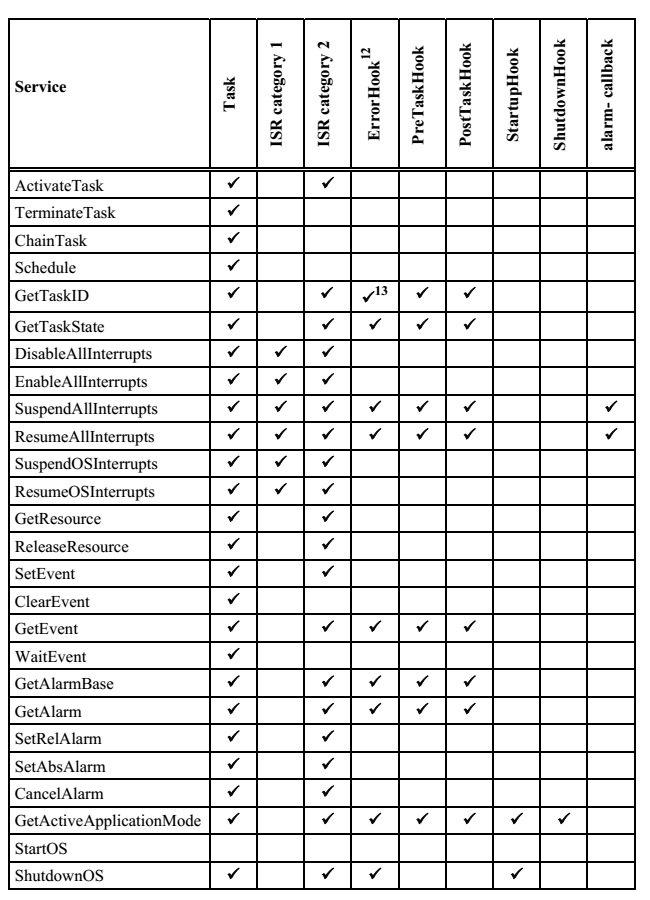 Service Task ISR category 1 ISR category 2 ErrorHook12 PreTaskHook PostTaskHook StartupHook ShutdownHook alarm- callback
ActivateTask ✓ ✓
TerminateTask ✓
ChainTask ✓
Schedule ✓
GetTaskID ✓ ✓ ✓13 ✓ ✓
GetTaskState ✓ ✓ ✓ ✓ ✓
DisableAllInterrupts ✓ ✓ ✓
EnableAllInterrupts ✓ ✓ ✓
SuspendAllInterrupts ✓ ✓ ✓ ✓ ✓ ✓ ✓
ResumeAllInterrupts ✓ ✓ ✓ ✓ ✓ ✓ ✓
SuspendOSInterrupts ✓ ✓ ✓
ResumeOSInterrupts ✓ ✓ ✓
GetResource ✓ ✓
ReleaseResource ✓ ✓
SetEvent ✓ ✓
ClearEvent ✓
GetEvent ✓ ✓ ✓ ✓ ✓
WaitEvent ✓
GetAlarmBase ✓ ✓ ✓ ✓ ✓
GetAlarm ✓ ✓ ✓ ✓ ✓
SetRelAlarm ✓ ✓
SetAbsAlarm ✓ ✓
CancelAlarm ✓ ✓
GetActiveApplicationMode ✓ ✓ ✓ ✓ ✓ ✓ ✓
StartOS
ShutdownOS ✓ ✓ ✓ ✓